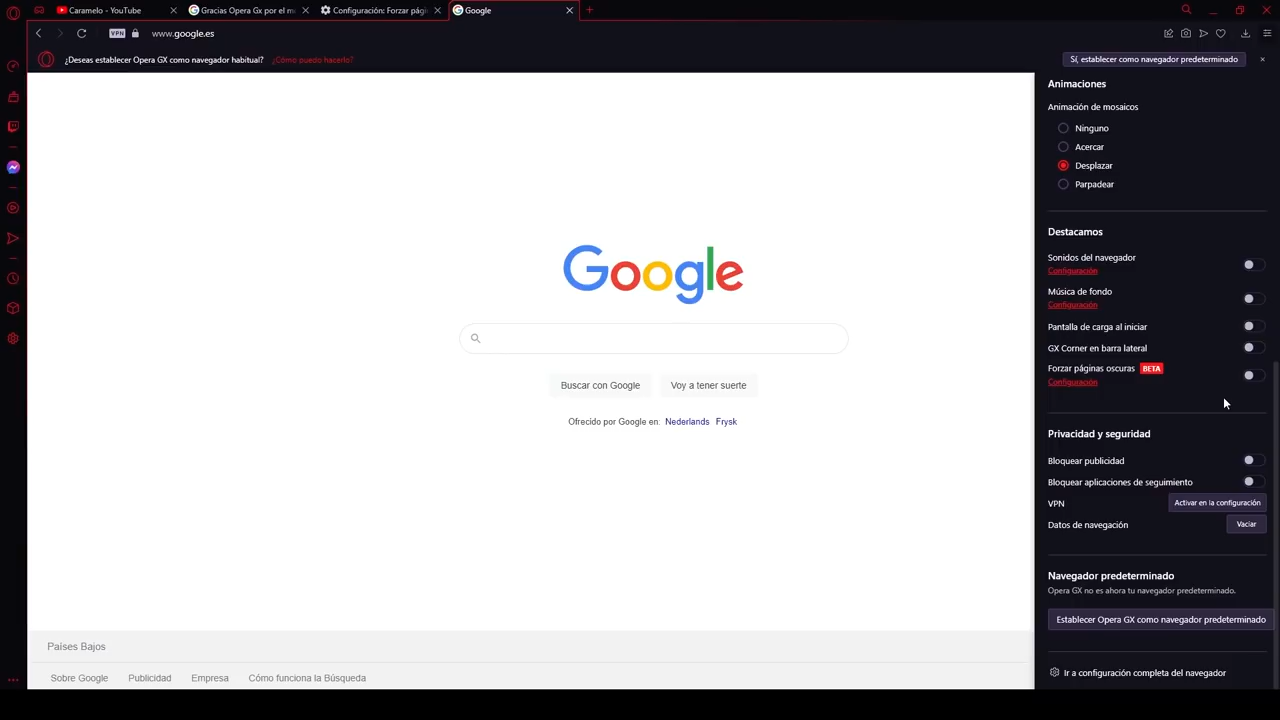 Caramelo - YouTube
Gracias Opera Gx por el m
Configuración: Forzar pági
Google
VPN
www.google.es
¿Deseas establecer Opera GX como navegador habitual? ¿Cómo puedo hacerlo?
Sí, establecer como navegador predeterminado
Google
Buscar con Google
Voy a tener suerte
Ofrecido por Google en: Nederlands Frysk
Países Bajos
Sobre Google
Publicidad
Empresa
Cómo funciona la Búsqueda
Animaciones
Animación de mosaicos
Ninguno
Acercar
Desplazar
Parpadear
Destacamos
Sonidos del navegador
Configuración
Música de fondo
Configuración
Pantalla de carga al iniciar
GX Corner en barra lateral
Forzar páginas oscuras BETA
Configuración
Privacidad y seguridad
Bloquear publicidad
Bloquear aplicaciones de seguimiento
VPN Activar en la configuración
Datos de navegación Vaciar
Navegador predeterminado
Opera GX no es ahora tu navegador predeterminado.
Establecer Opera GX como navegador predeterminado
Ir a configuración completa del navegador